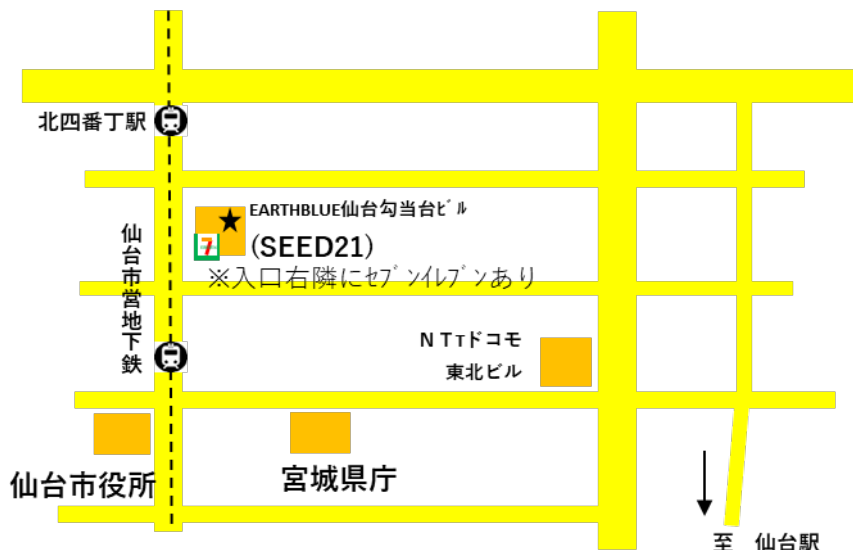 北四番丁駅
EARTHBLUE仙台勾当台ﾋﾞﾙ
(SEED21)
7
※入口右隣にｾﾌﾞﾝｲﾚﾌﾞﾝあり
仙台市営地下鉄
ＮＴTドコモ
東北ビル
仙台市役所
宮城県庁
至　仙台駅